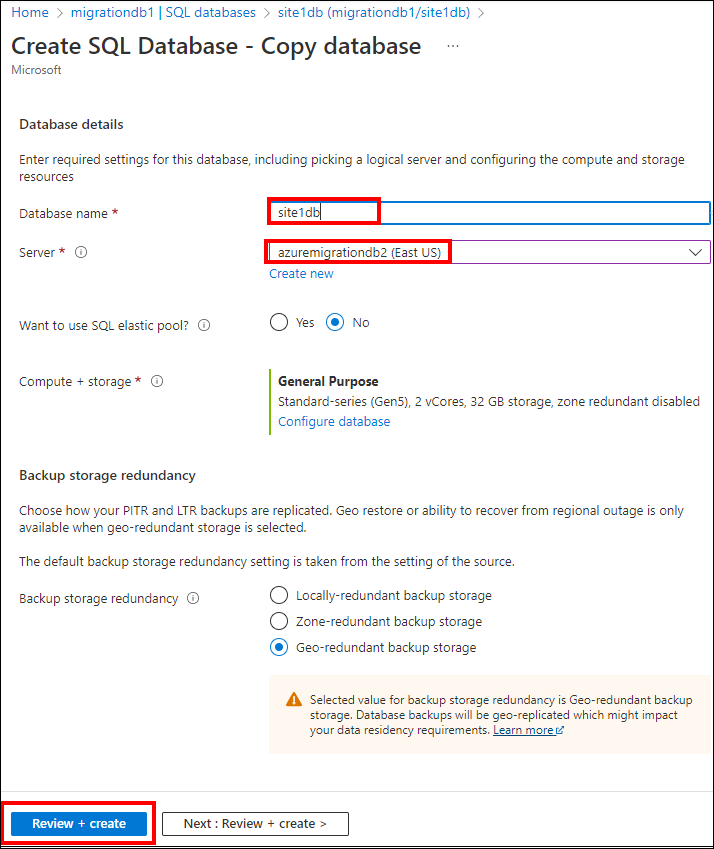 Home > migrationdb1 | SQL databases > site1db (migrationdb1/site1db) >
Create SQL Database - Copy database ...
Microsoft
Database details
Enter required settings for this database, including picking a logical server and configuring the compute and storage
resources
Database name *
site1db
Server *
azuremigrationdb2 (East US)
Create new
Want to use SQL elastic pool?
Yes No
Compute + storage *
General Purpose
Standard-series (Gen5), 2 vCores, 32 GB storage, zone redundant disabled
Configure database
Backup storage redundancy
Choose how your PITR and LTR backups are replicated. Geo restore or ability to recover from regional outage is only
available when geo-redundant storage is selected.
The default backup storage redundancy setting is taken from the setting of the source.
Backup storage redundancy
Locally-redundant backup storage
Zone-redundant backup storage
Geo-redundant backup storage
Selected value for backup storage redundancy is Geo-redundant backup
storage. Database backups will be geo-replicated which might impact
your data residency requirements. Learn more
Review + create
Next : Review + create >